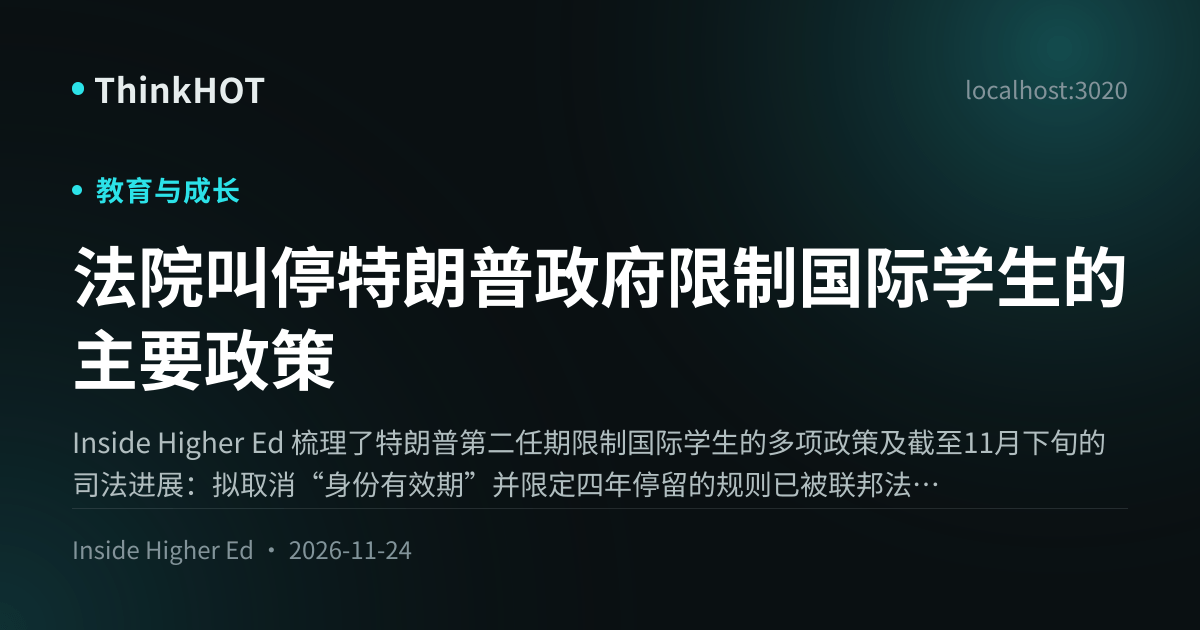 ThinkHOT
localhost:3020
教育与成长
法院叫停特朗普政府限制国际学生的
主要政策
Inside Higher Ed 梳理了特朗普第二任期限制国际学生的多项政策及截至11月下旬的
司法进展：拟取消“身份有效期”并限定四年停留的规则已被联邦法…
Inside Higher Ed · 2026-11-24